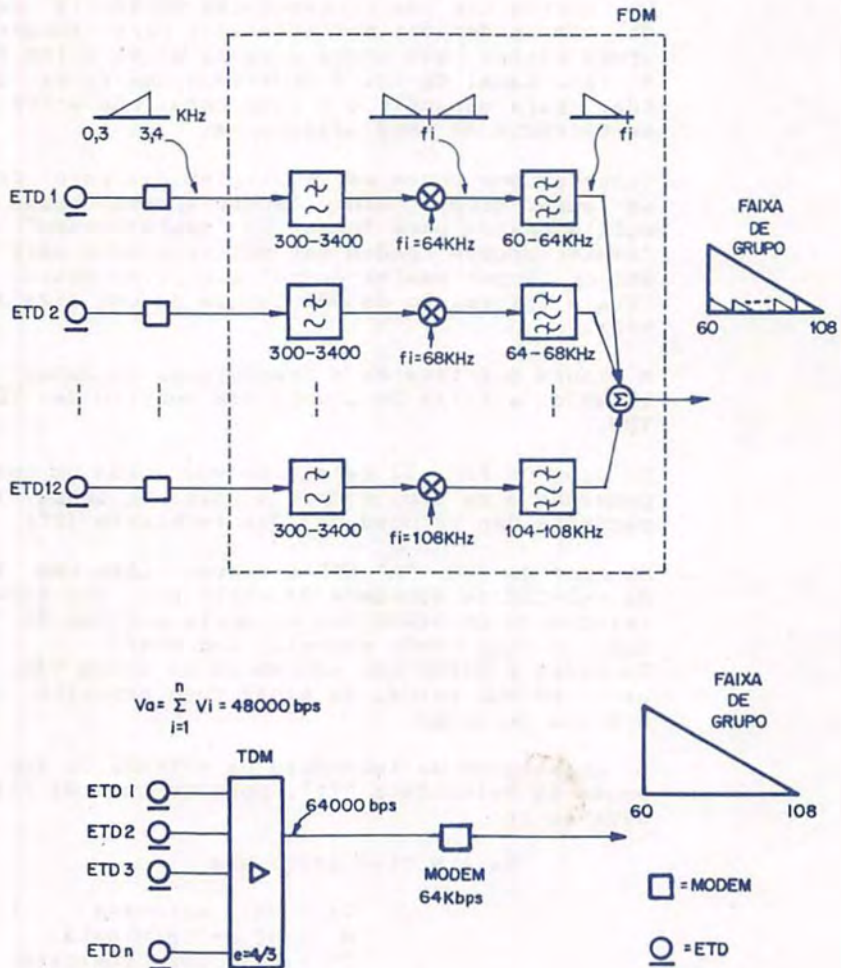 FDM
KHz
0,3 3,4
fi
fi
ETD 1
300-3400
fi=64KHz
60-64KHz
FAIXA
DE
GRUPO
60 108
ETD 2
300-3400
fi=68KHz
64-68KHz
Σ
ETD12
300-3400
fi=108KHz
104-108KHz
Va= n Σ i=1 Vi = 48000 bps
FAIXA
DE
GRUPO
60 108
TDM
ETD 1
64000 bps
ETD 2
ETD 3
MODEM
64Kbps
ETD n
e=4/3
= MODEM
= ETD